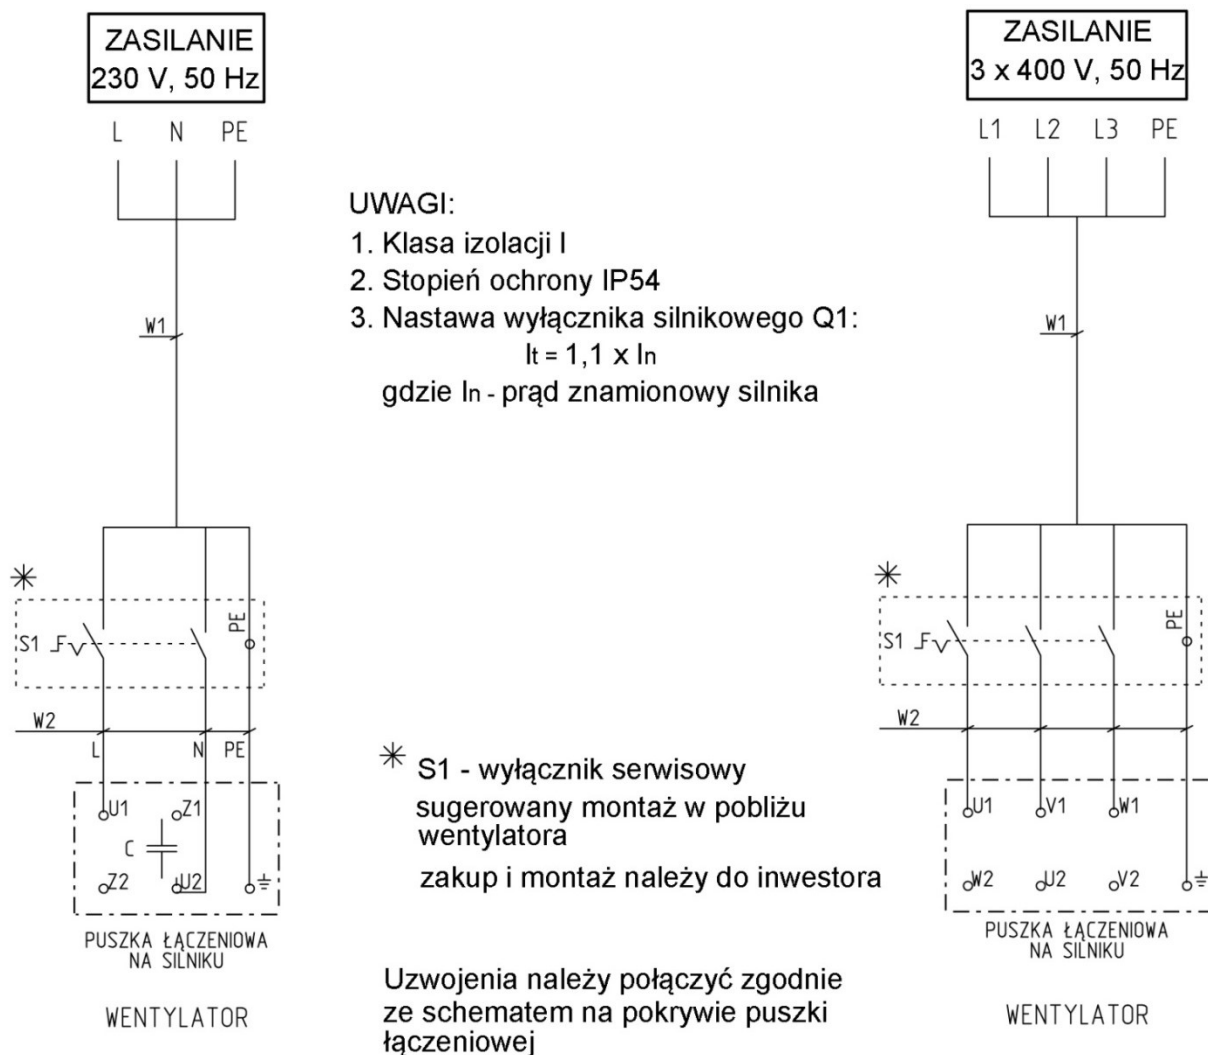 ZASILANIE
230 V, 50 Hz
L N PE
W1
*
S1
PE
W2
L N PE
U1 Z1
C
Z2 U2
PUSZKA ŁĄCZENIOWA
NA SILNIKU
WENTYLATOR
UWAGI:
1. Klasa izolacji I
2. Stopień ochrony IP54
3. Nastawa wyłącznika silnikowego Q1:
It = 1,1 x In
gdzie In - prąd znamionowy silnika
* S1 - wyłącznik serwisowy
sugerowany montaż w pobliżu
wentylatora
zakup i montaż należy do inwestora
Uzwojenia należy połączyć zgodnie
ze schematem na pokrywie puszki
łączeniowej
ZASILANIE
3 x 400 V, 50 Hz
L1 L2 L3 PE
W1
*
S1
PE
W2
U1 V1 W1
W2 U2 V2
PUSZKA ŁĄCZENIOWA
NA SILNIKU
WENTYLATOR